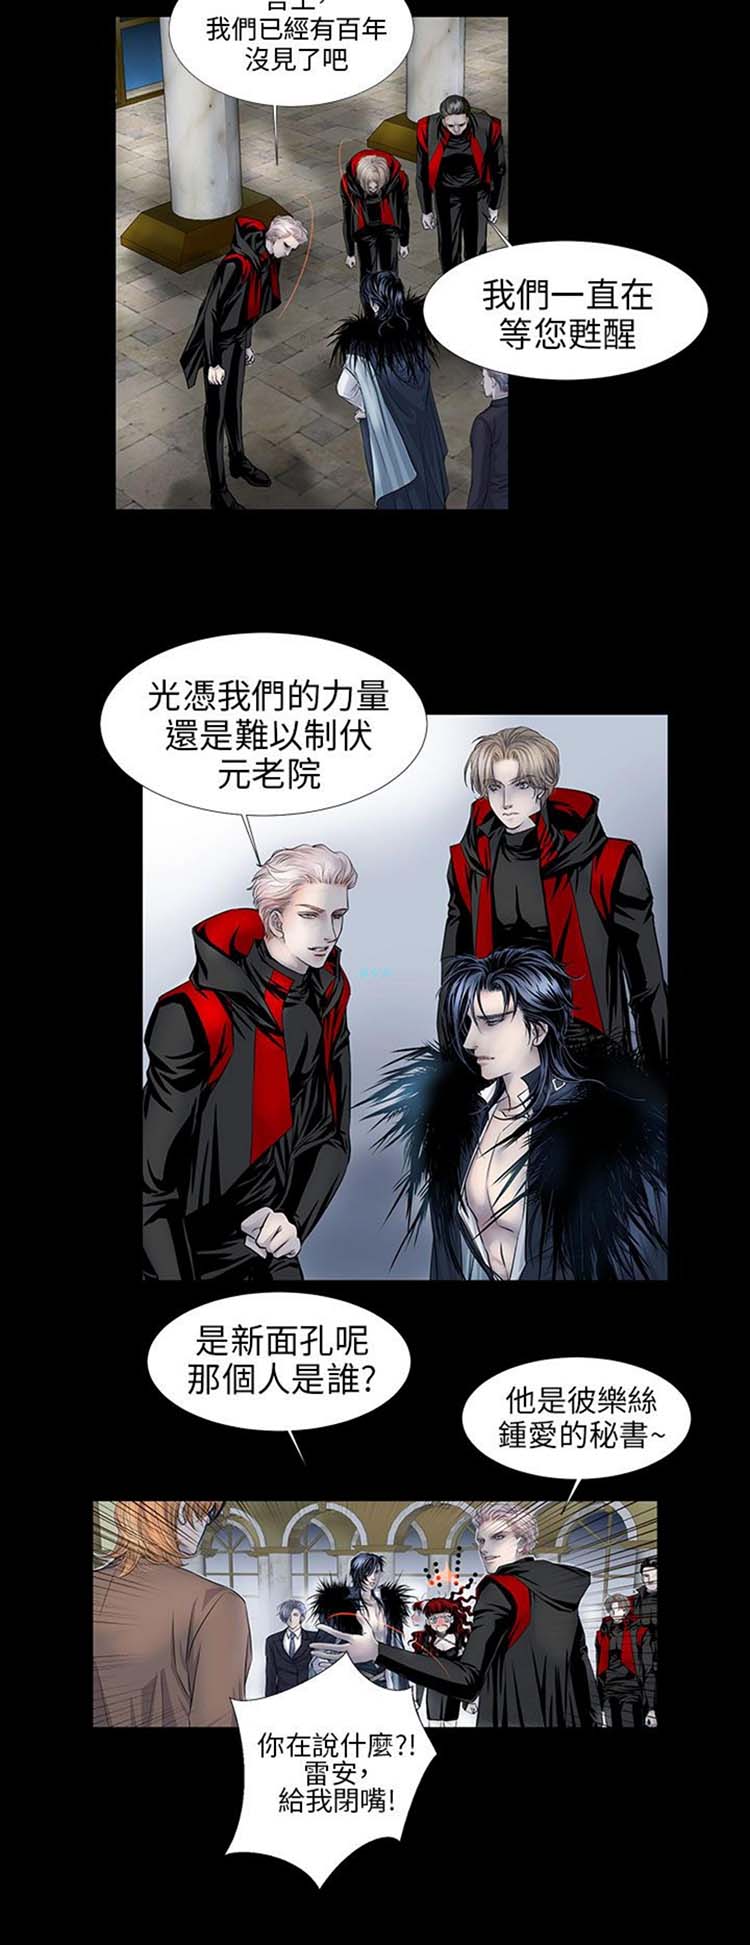 我們已經有百年
沒見了吧
我們一直在
等您甦醒
光憑我們的力量
還是難以制伏
元老院
是新面孔呢
那個人是誰?
他是彼樂絲
鍾愛的秘書~
你在說什麼?!
雷安,
給我閉嘴!